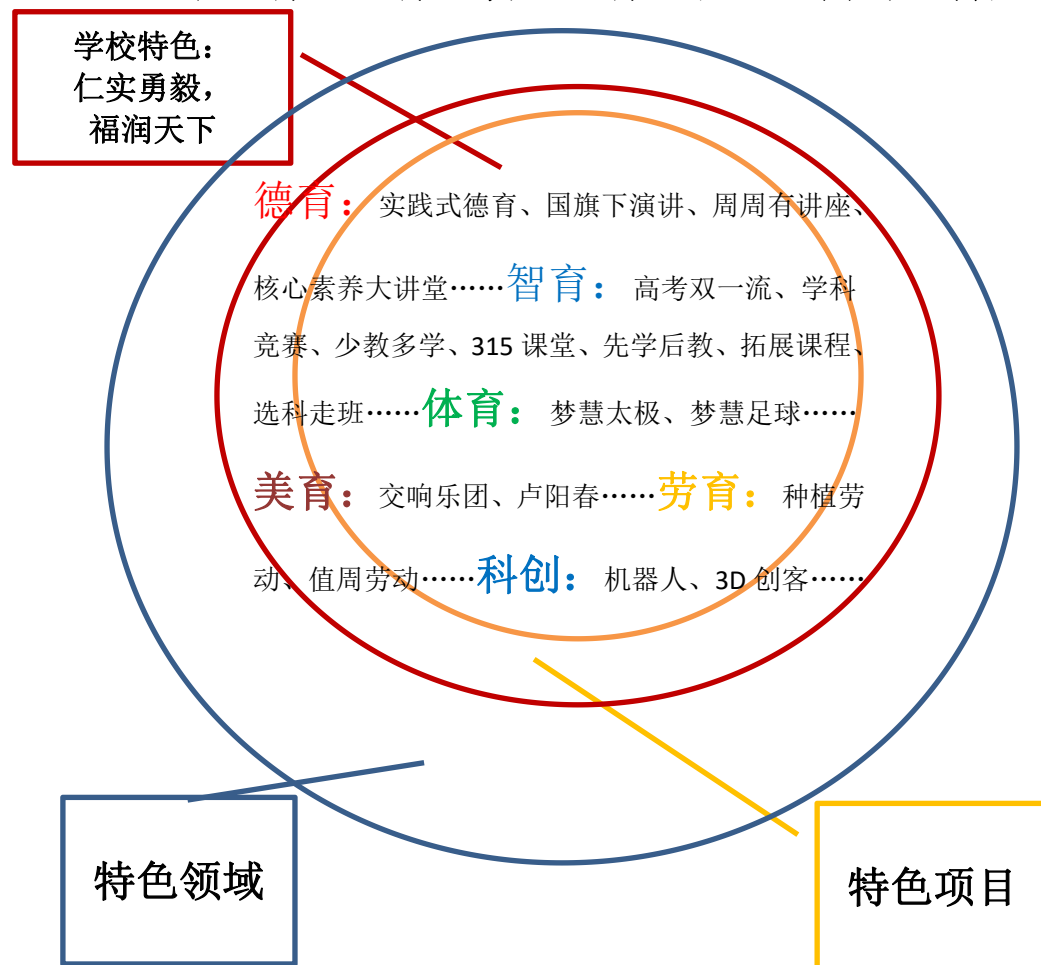 学校特色：
仁实勇毅，
福润天下
德育：实践式德育、国旗下演讲、周周有讲座、
核心素养大讲堂……智育：高考双一流、学科
竞赛、少教多学、315 课堂、先学后教、拓展课程、
选科走班……体育：梦慧太极、梦慧足球……
美育：交响乐团、卢阳春……劳育：种植劳
动、值周劳动……科创：机器人、3D 创客……
特色领域
特色项目